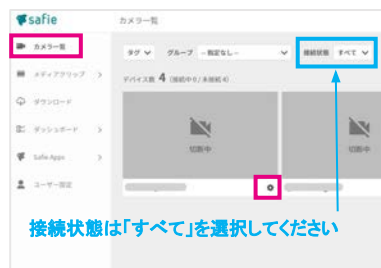 safie
カメラ一覧
カメラ一覧
タグ
グループ
-指定なし-
接続状態
すべて
メディアクリップ
デバイス数 4 (接続中 0 / 未接続 4)
ダウンロード
ダッシュボード
切断中
切断中
Safie Apps
ユーザー設定
接続状態は「すべて」を選択してください